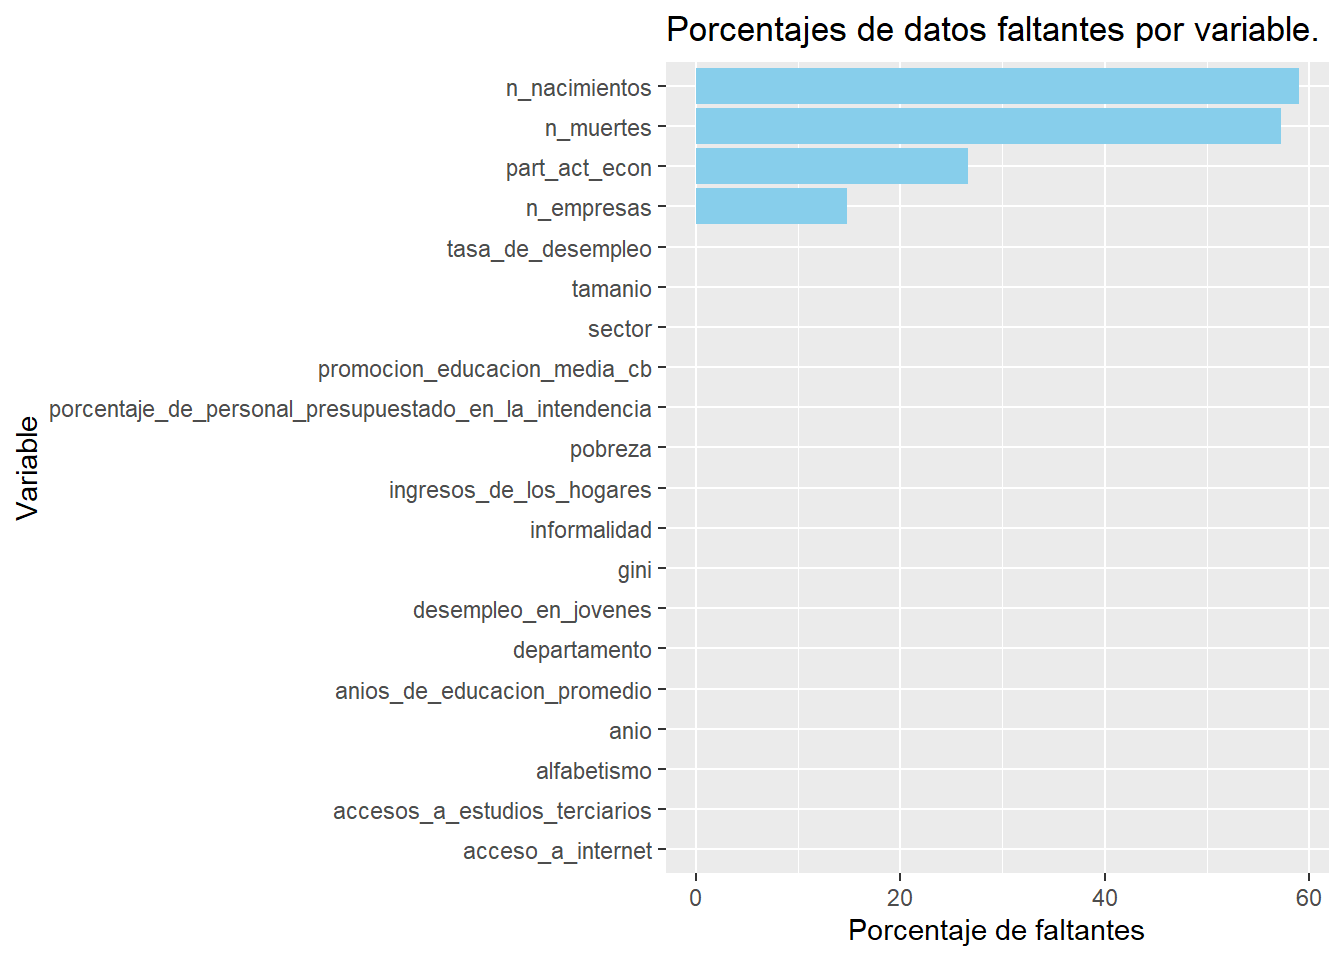 Porcentajes de datos faltantes por variable.
n_nacimientos
n_muertes
part_act_econ
n_empresas
tasa_de_desempleo
tamanio
sector
promocion_educacion_media_cb
porcentaje_de_personal_presupuestado_en_la_intendencia
pobreza
ingresos_de_los_hogares
informalidad
gini
desempleo_en_jovenes
departamento
anios_de_educacion_promedio
anio
alfabetismo
accesos_a_estudios_terciarios
acceso_a_internet
Variable
0 20 40 60
Porcentaje de faltantes